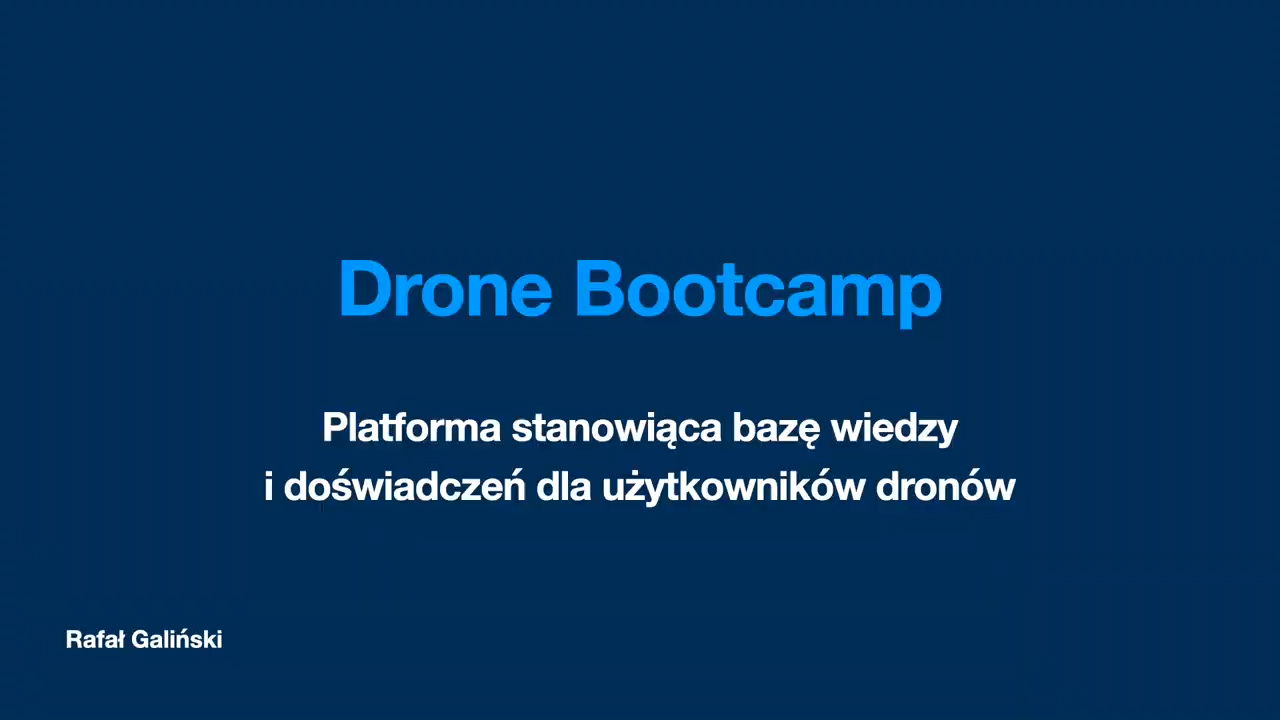 Drone Bootcamp
Platforma stanowiąca bazę wiedzy
i doświadczeń dla użytkowników dronów
Rafał Galiński